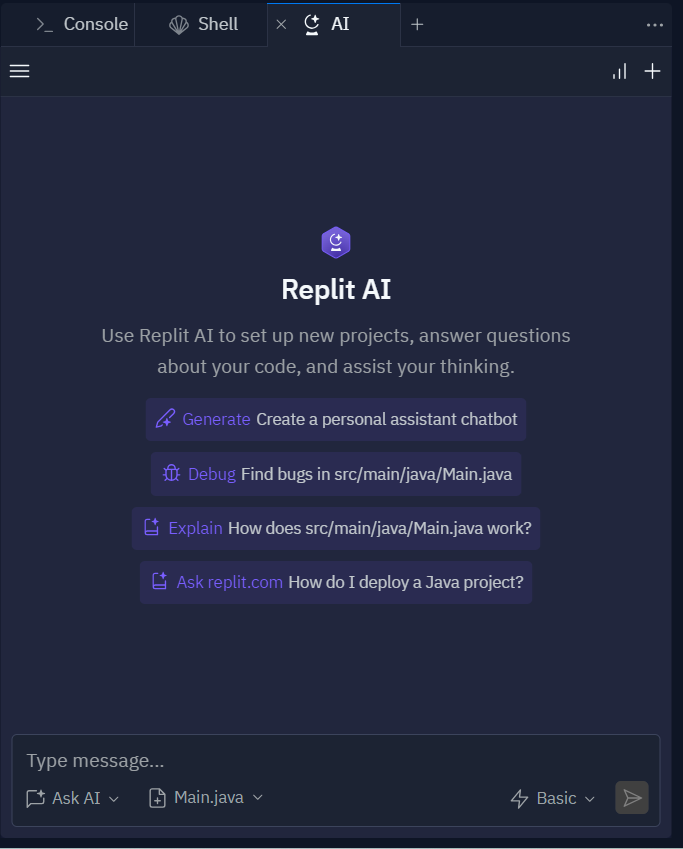 Console
Shell
AI
Replit AI
Use Replit AI to set up new projects, answer questions
about your code, and assist your thinking.
Generate Create a personal assistant chatbot
Debug Find bugs in src/main/java/Main.java
Explain How does src/main/java/Main.java work?
Ask replit.com How do I deploy a Java project?
Type message...
Ask AI Main.java Basic